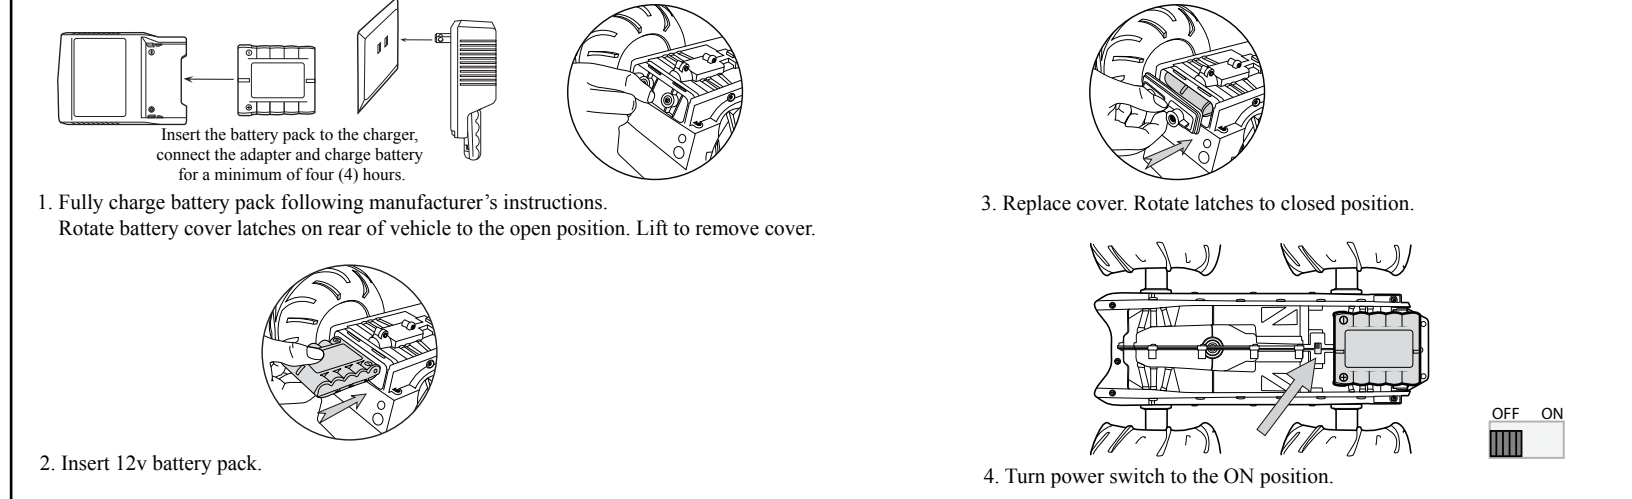 Insert the battery pack to the charger,
connect the adapter and charge battery
for a minimum of four (4) hours.
1. Fully charge battery pack following manufacturer’s instructions.
Rotate battery cover latches on rear of vehicle to the open position. Lift to remove cover.
2. Insert 12v battery pack.
3. Replace cover. Rotate latches to closed position.
OFF ON
4. Turn power switch to the ON position.